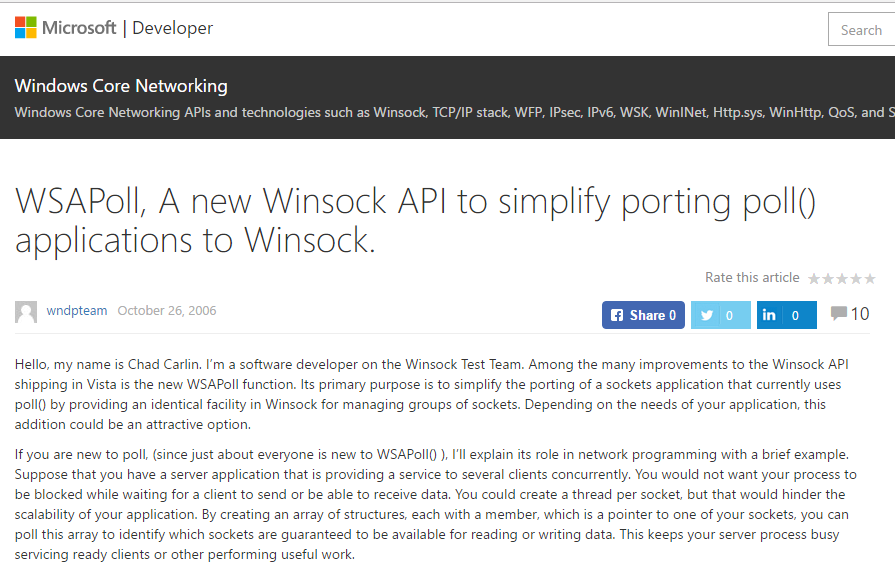 Microsoft | Developer
Search
Windows Core Networking
Windows Core Networking APIs and technologies such as Winsock, TCP/IP stack, WFP, IPsec, IPv6, WSK, WinINet, Http.sys, WinHttp, QoS, and S
WSAPoll, A new Winsock API to simplify porting poll()
applications to Winsock.
Rate this article
wndpteam October 26, 2006
Share 0
0
in 0
10
Hello, my name is Chad Carlin. I'm a software developer on the Winsock Test Team. Among the many improvements to the Winsock API
shipping in Vista is the new WSAPoll function. Its primary purpose is to simplify the porting of a sockets application that currently uses
poll() by providing an identical facility in Winsock for managing groups of sockets. Depending on the needs of your application, this
addition could be an attractive option.
If you are new to poll, (since just about everyone is new to WSAPoll() ), I'll explain its role in network programming with a brief example.
Suppose that you have a server application that is providing a service to several clients concurrently. You would not want your process to
be blocked while waiting for a client to send or be able to receive data. You could create a thread per socket, but that would hinder the
scalability of your application. By creating an array of structures, each with a member, which is a pointer to one of your sockets, you can
poll this array to identify which sockets are guaranteed to be available for reading or writing data. This keeps your server process busy
servicing ready clients or other performing useful work.